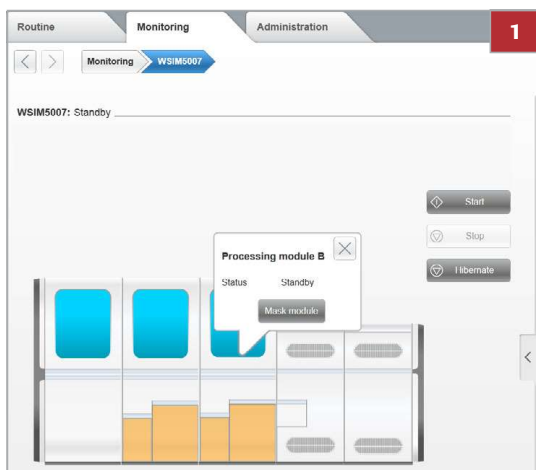 Routine
Monitoring
Administration
1
Monitoring
WSIM5007
WSIM5007: Standby
Start
Stop
Hibernate
Processing module B
Status
Standby
Mask module